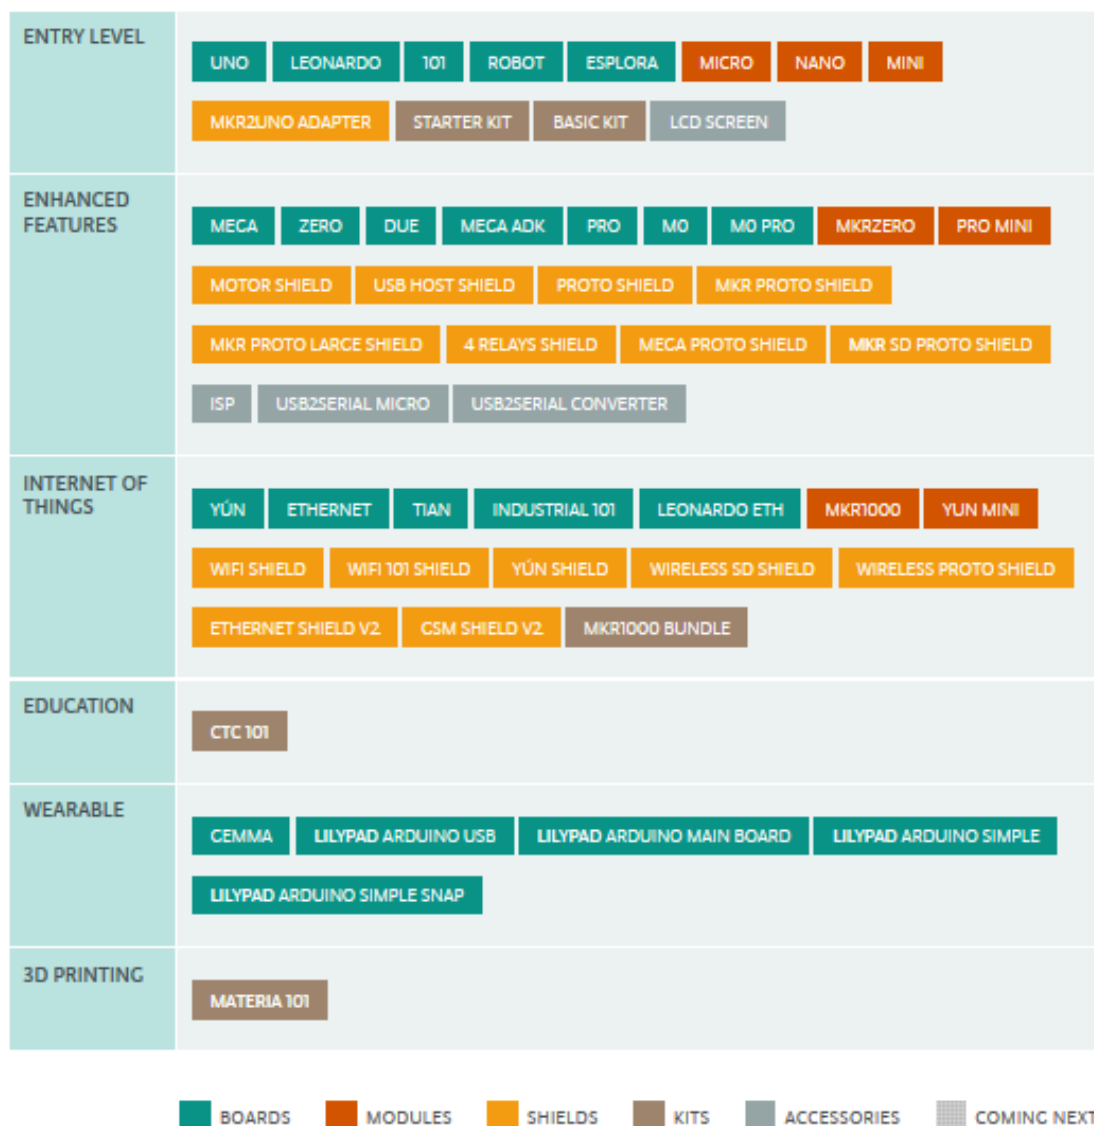 ENTRY LEVEL
UNO LEONARDO 101 ROBOT ESPLORA MICRO NANO MINI
MKR2UNO ADAPTER STARTER KIT BASIC KIT LCD SCREEN
ENHANCED
FEATURES
MEGA ZERO DUE MEGA ADK PRO M0 M0 PRO MKRZERO PRO MINI
MOTOR SHIELD USB HOST SHIELD PROTO SHIELD MKR PROTO SHIELD
MKR PROTO LARGE SHIELD 4 RELAYS SHIELD MEGA PROTO SHIELD MKR SD PROTO SHIELD
ISP USB2SERIAL MICRO USB2SERIAL CONVERTER
INTERNET OF
THINGS
YÚN ETHERNET TIAN INDUSTRIAL 101 LEONARDO ETH MKR1000 YUN MINI
WIFI SHIELD WIFI 101 SHIELD YÚN SHIELD WIRELESS SD SHIELD WIRELESS PROTO SHIELD
ETHERNET SHIELD V2 GSM SHIELD V2 MKR1000 BUNDLE
EDUCATION
CTC 101
WEARABLE
GEMMA LILYPAD ARDUINO USB LILYPAD ARDUINO MAIN BOARD LILYPAD ARDUINO SIMPLE
LILYPAD ARDUINO SIMPLE SNAP
3D PRINTING
MATERIA 101
BOARDS MODULES SHIELDS KITS ACCESSORIES COMING NEXT